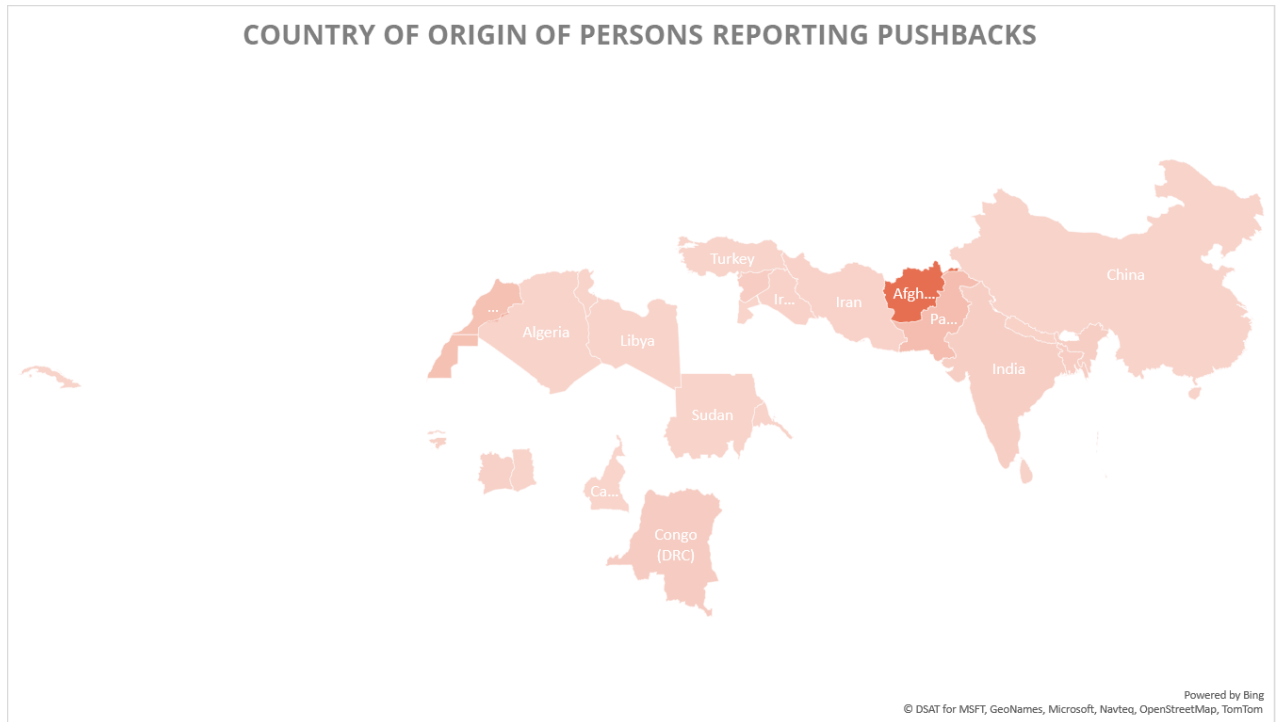 COUNTRY OF ORIGIN OF PERSONS REPORTING PUSHBACKS
China
Turkey
Afgh...
Ir...
Iran
...
Pa...
Algeria
Libya
India
Sudan
Ca...
Congo
(DRC)
Powered by Bing
© DSAT for MSFT, GeoNames, Microsoft, Navteq, OpenStreetMap, TomTom